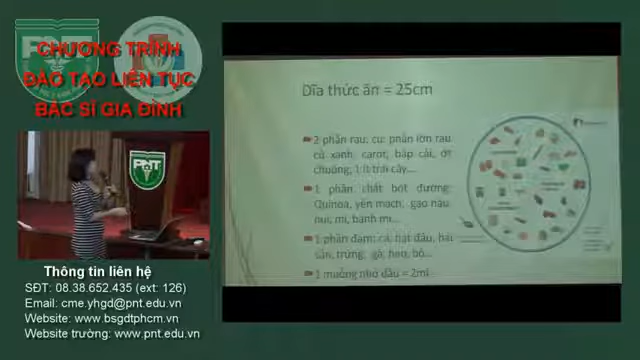 PNT
CHƯƠNG TRÌNH
ĐÀO TẠO LIÊN TỤC
BÁC SĨ GIA ĐÌNH
PNT
Thông tin liên hệ
SĐT: 08.38.652.435 (ext: 126)
Email: cme.yhgd@pnt.edu.vn
Website: www.bsgdtphcm.vn
Website trường: www.pnt.edu.vn
Dĩa thức ăn = 25cm
2 phần rau, củ: phần lớn rau
củ xanh, carot, bắp cải, ớt
chuông, 1 ít trái cây...
1 phần chất bột đường:
Quinoa, yến mạch, gạo nâu,
nui, mì, bánh mì...
1 phần đạm: cá, hạt đậu, hải
sản, trứng, gà, heo, bò...
1 muỗng nhỏ dầu = 2ml